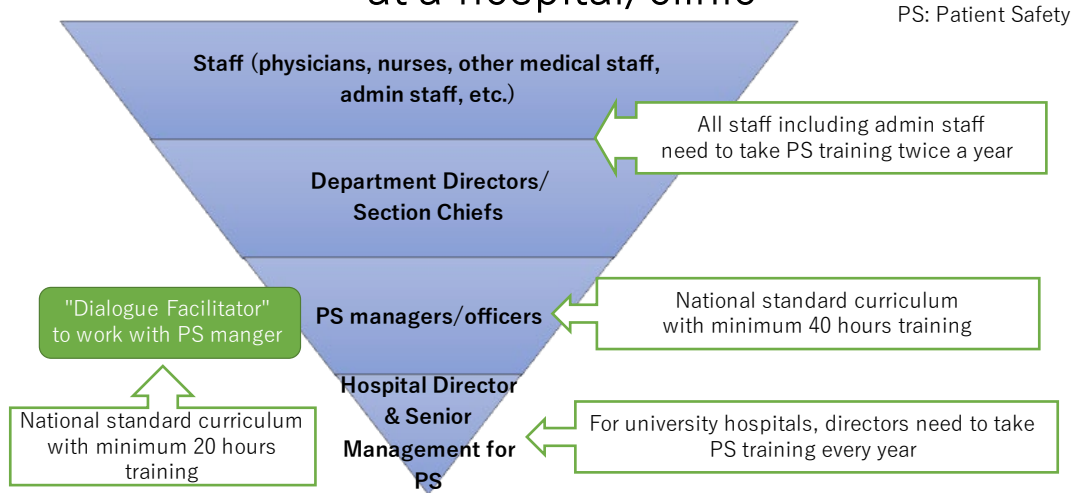 at a hospital/clinic
PS: Patient Safety
Staff (physicians, nurses, other medical staff,
admin staff, etc.)
All staff including admin staff
need to take PS training twice a year
Department Directors/
Section Chiefs
"Dialogue Facilitator"
to work with PS manger
PS managers/officers
National standard curriculum
with minimum 40 hours training
Hospital Director
& Senior
Management for
PS
National standard curriculum
with minimum 20 hours
training
For university hospitals, directors need to take
PS training every year